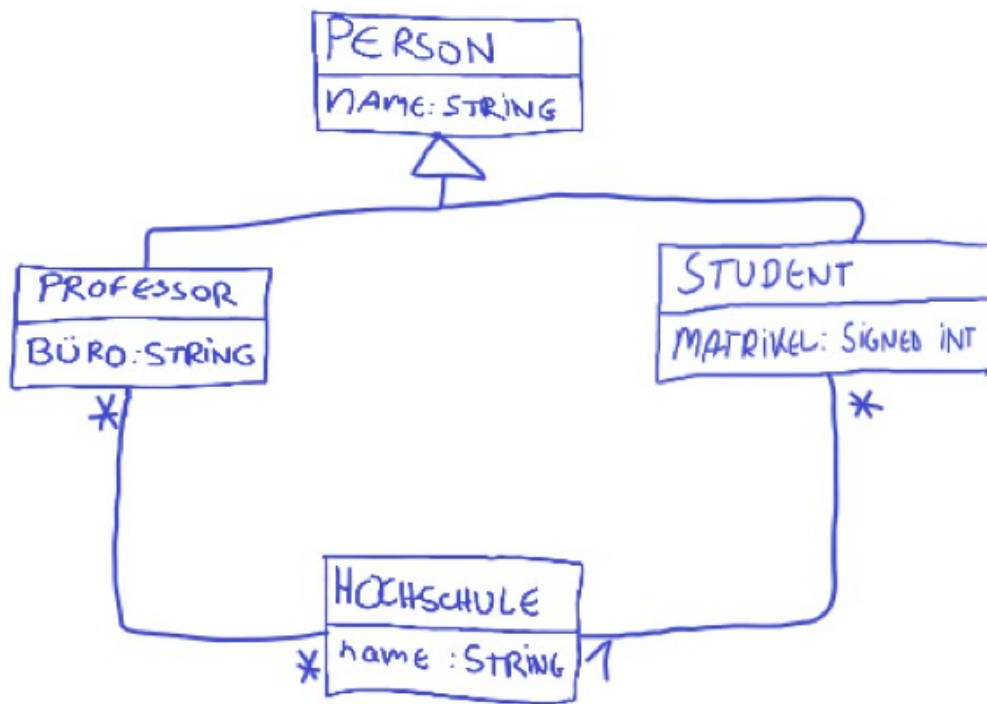 PERSON
NAME: STRING
PROFESSOR
BÜRO: STRING
STUDENT
MATRIKEL: SIGNED INT
*
*
HOCHSCHULE
name : STRING
*
1